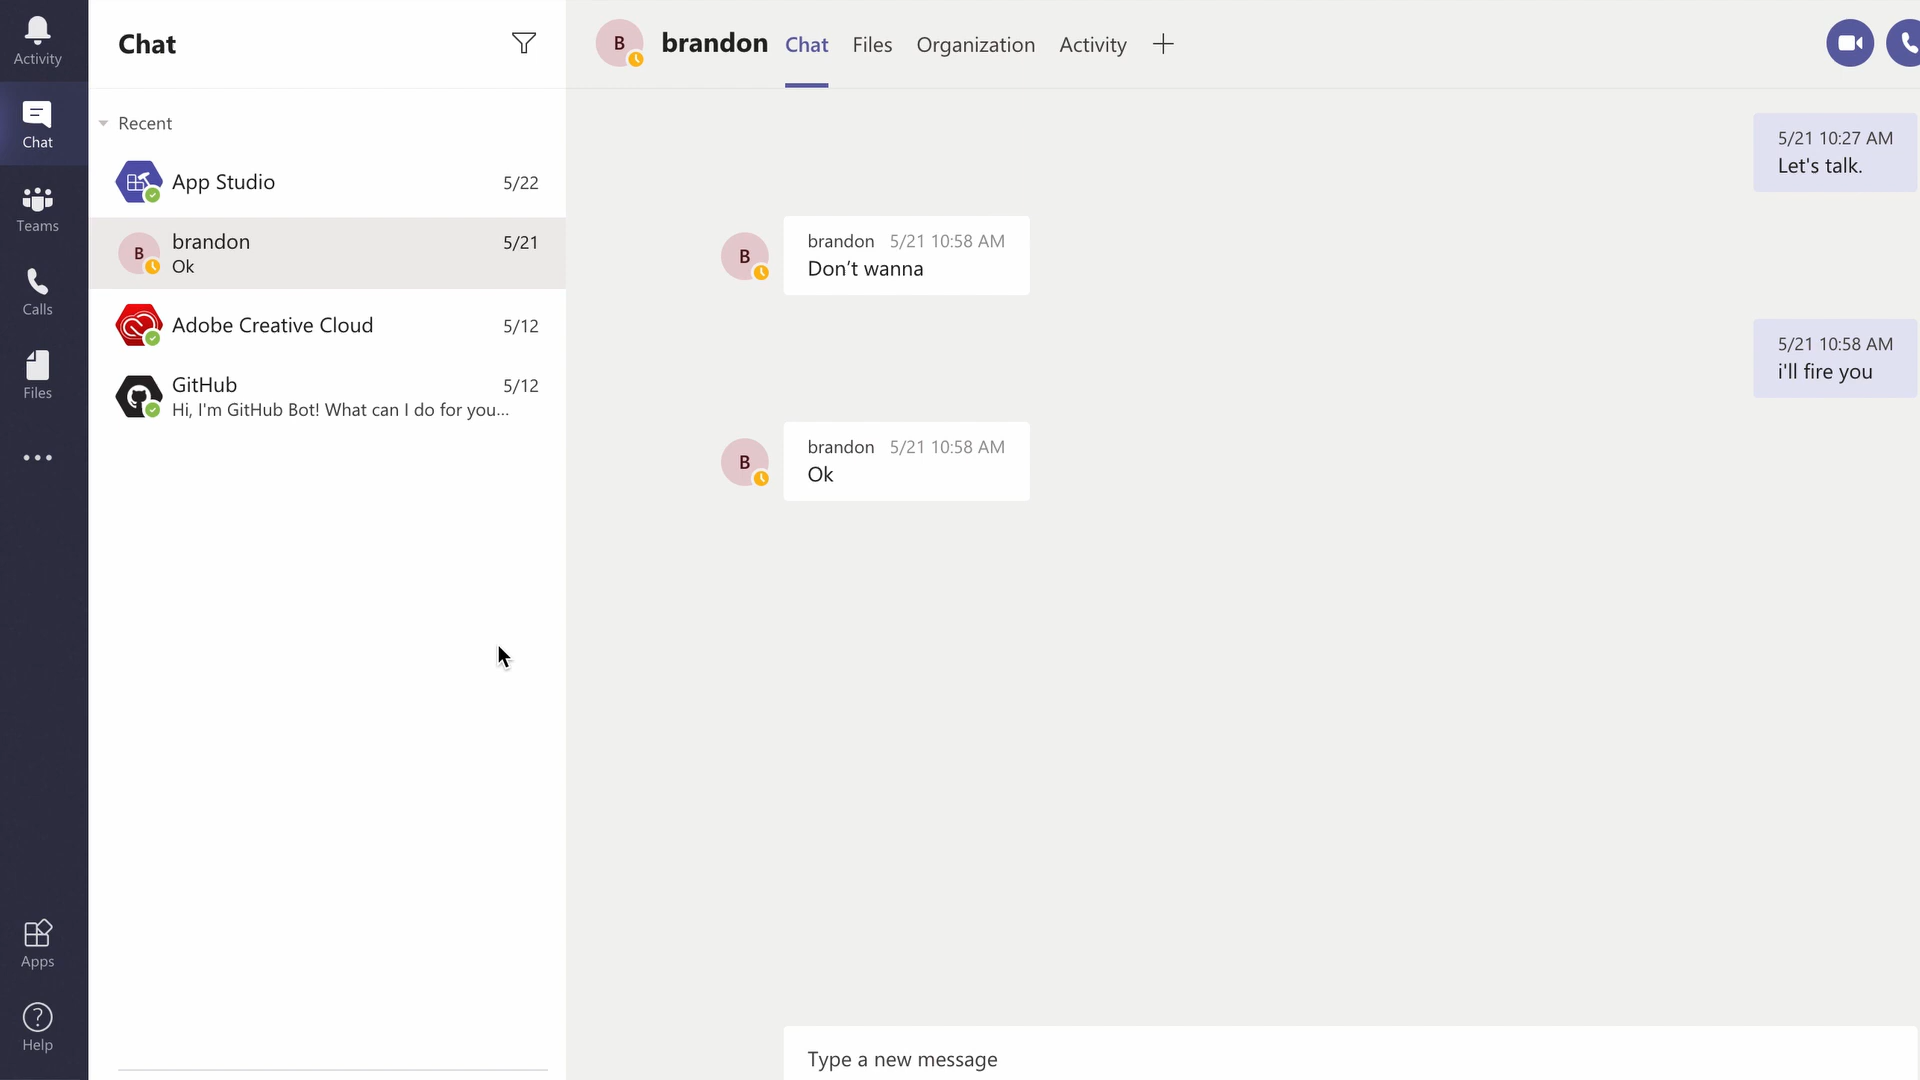 Activity
Chat
Teams
Calls
Files
Apps
Help
Chat
Recent
App Studio 5/22
brandon 5/21
Ok
Adobe Creative Cloud 5/12
GitHub 5/12
Hi, I'm GitHub Bot! What can I do for you...
B brandon Chat Files Organization Activity
5/21 10:27 AM
Let's talk.
B
brandon 5/21 10:58 AM
Don’t wanna
5/21 10:58 AM
i'll fire you
B
brandon 5/21 10:58 AM
Ok
Type a new message
B